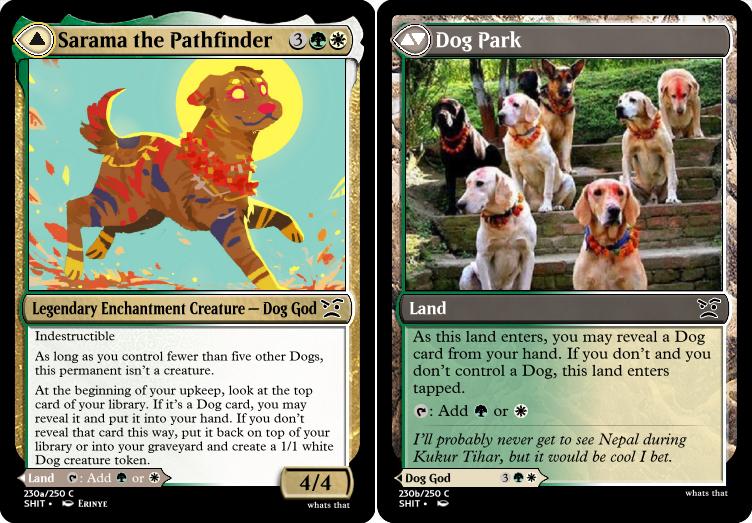 Sarama the Pathfinder 3
Indestructible
As long as you control fewer than five other Dogs,
this permanent isn't a creature.
Legendary Enchantment Creature — Dog God
At the beginning of your upkeep, look at the top
card of your library. If it's a Dog card, you may
reveal it and put it into your hand. If you don't
reveal that card this way, put it back on top of your
library or into your graveyard and create a 1/1 white
Dog creature token.
Land : Add or
4/4
230a/250 C
SHIT • ERINYE
whats that
Dog Park
Land
As this land enters, you may reveal a Dog
card from your hand. If you don't and you
don't control a Dog, this land enters
tapped.
: Add or
I'll probably never get to see Nepal during
Kukur Tihar, but it would be cool I bet.
Dog God 3
230b/250 C
SHIT •
whats that